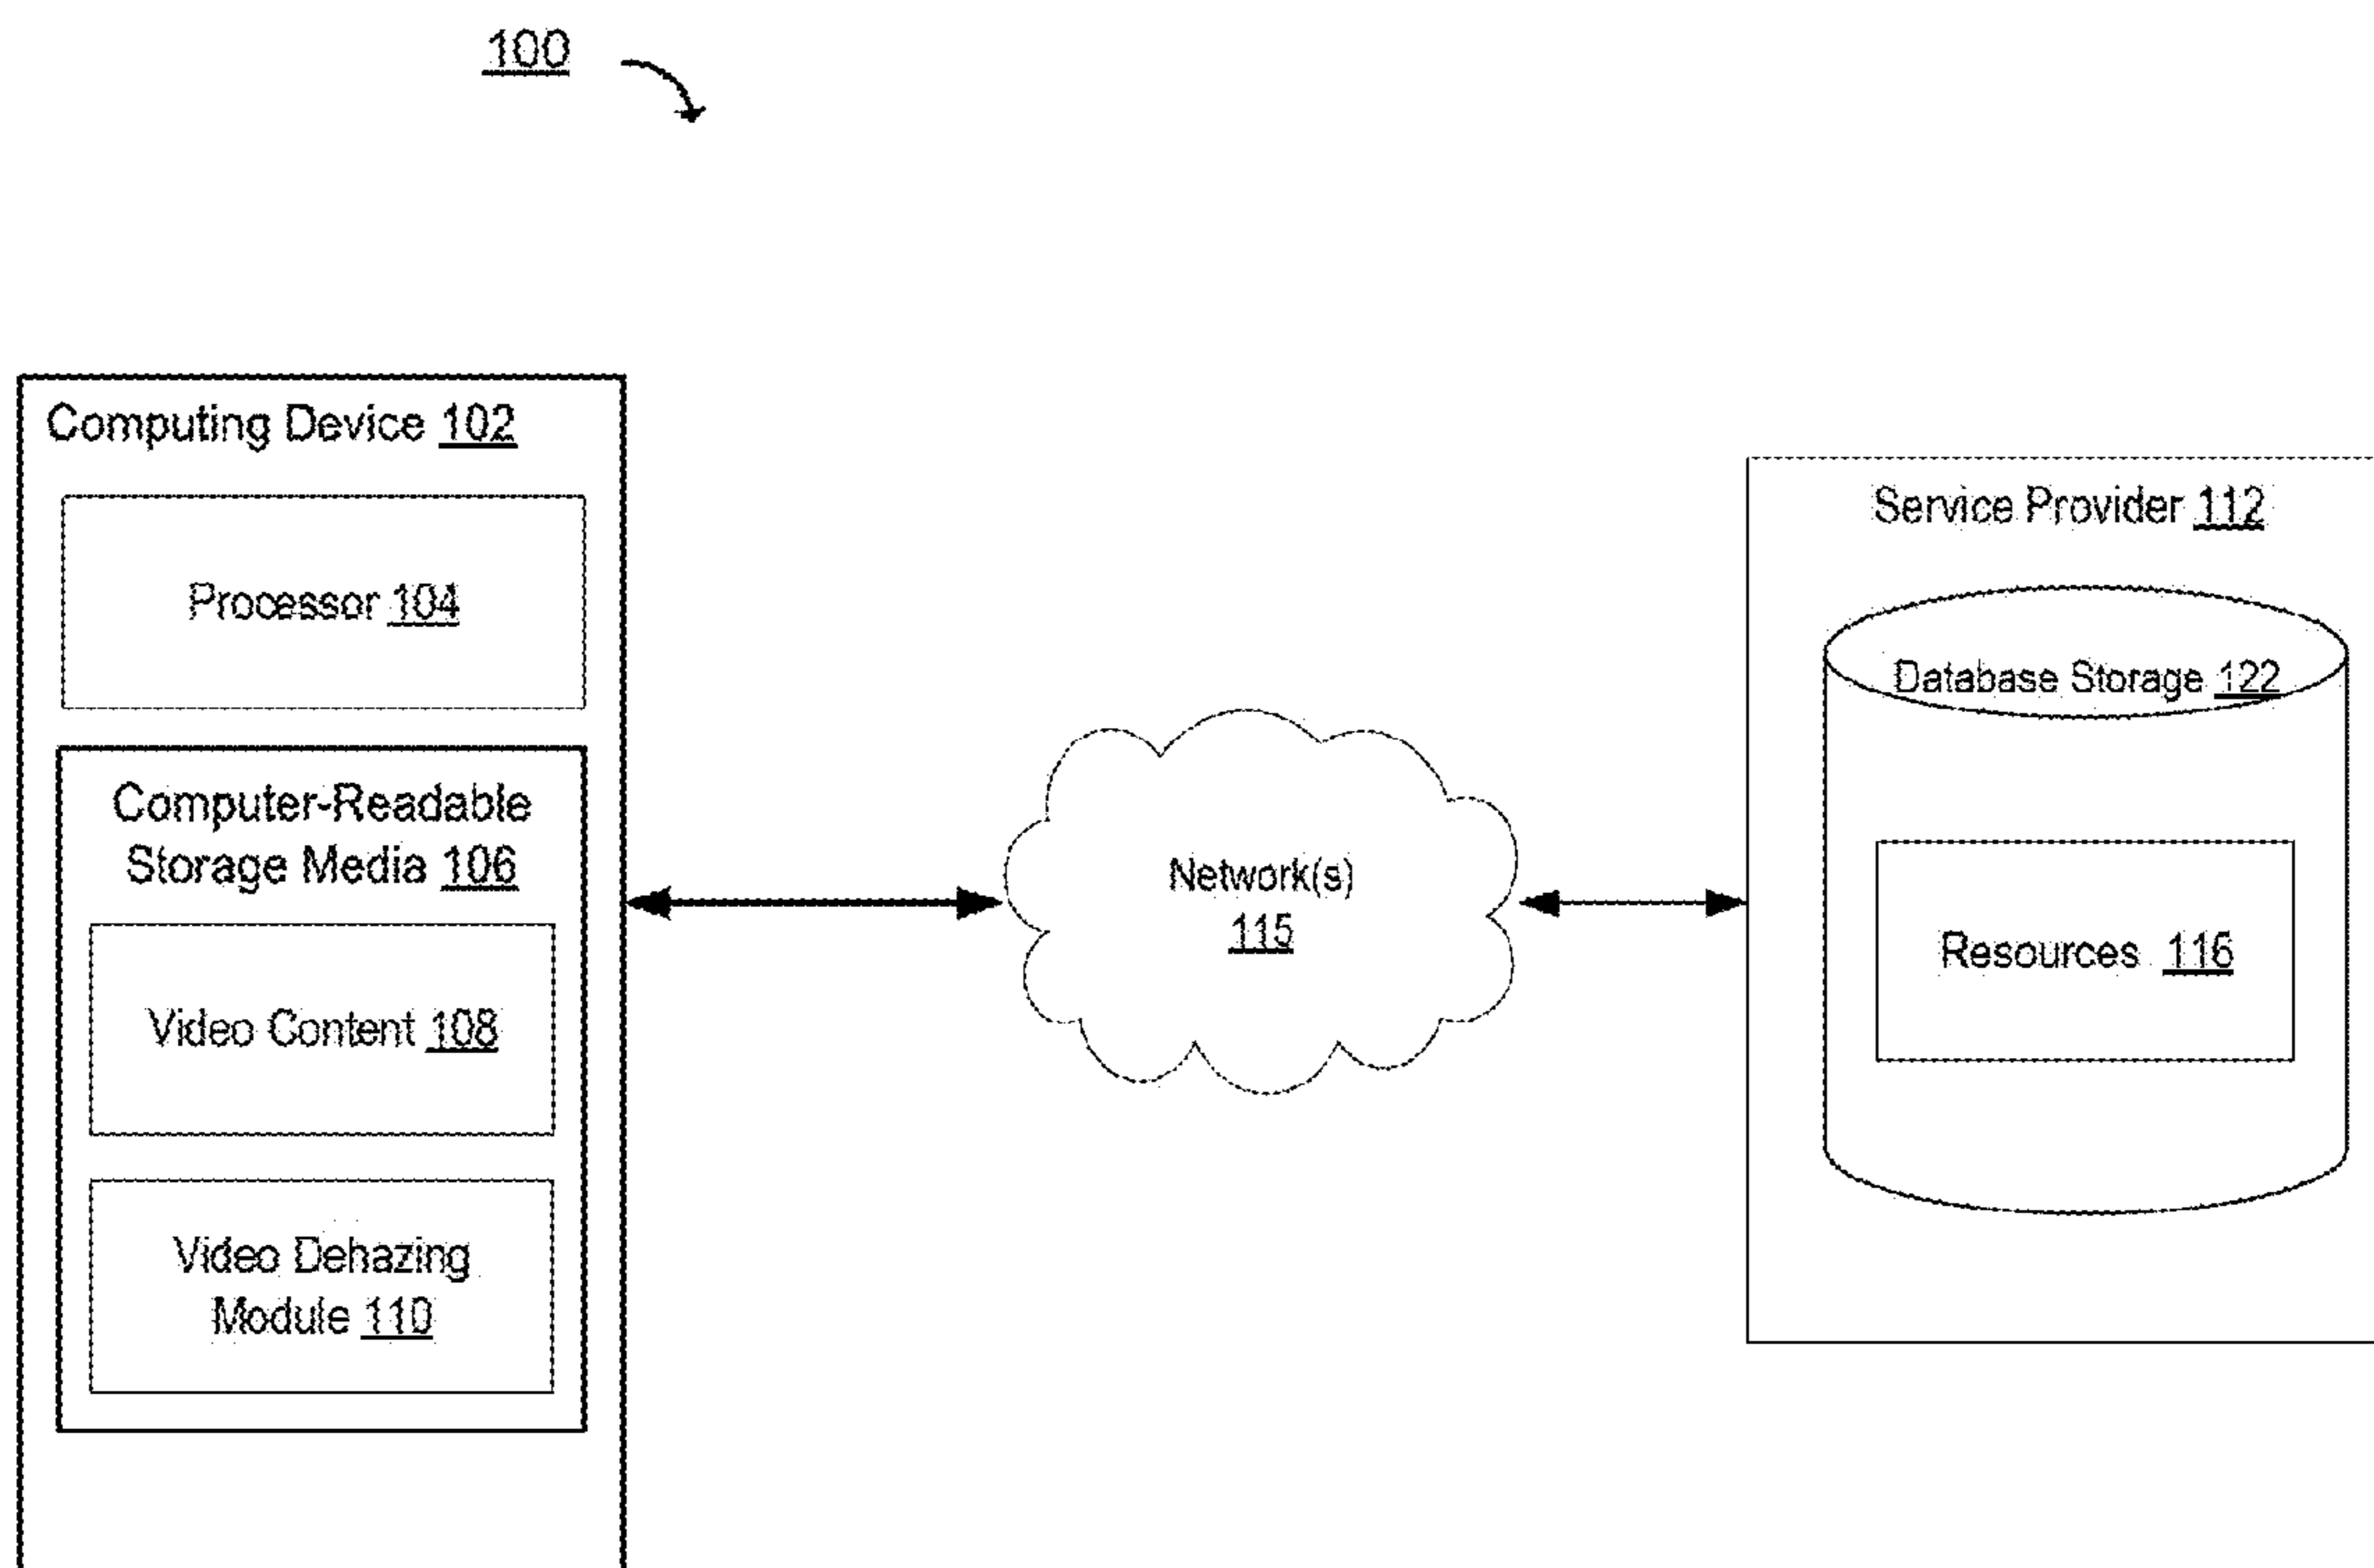 100
Computing Device 102
Processor 104
Computer-Readable
Storage Media 106
Video Content 108
Video Dehazing
Module 110
Network(s)
115
Service Provider 112
Database Storage 122
Resources 116